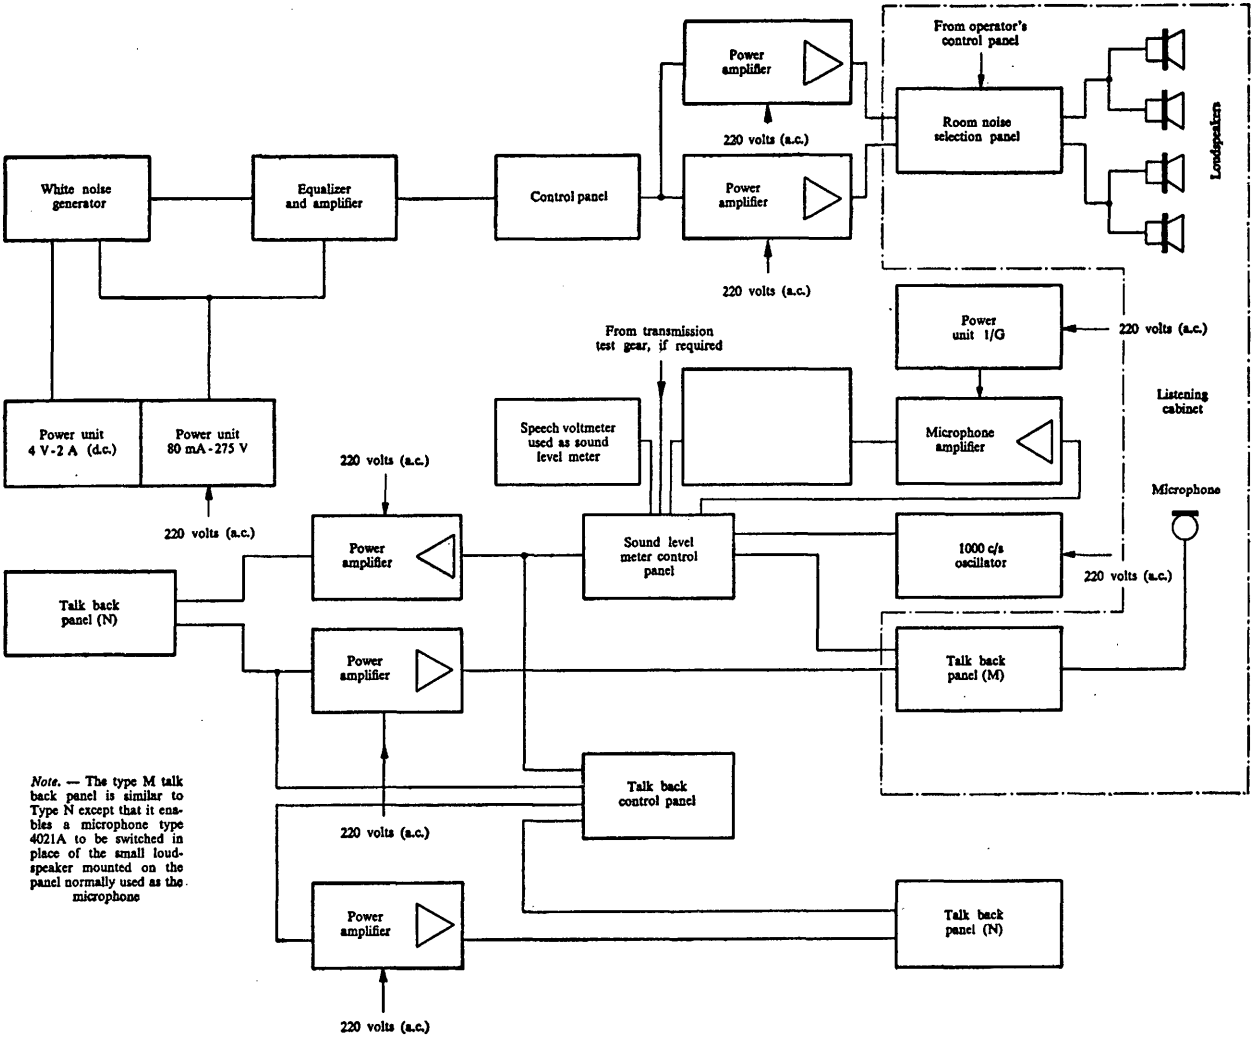 From operator's
control panel
Power
amplifier
220 volts (a.c.)
Room noise
selection panel
Loudspeakers
White noise
generator
Equalizer
and amplifier
Control panel
Power
amplifier
220 volts (a.c.)
Power
unit 1/G
220 volts (a.c.)
From transmission
test gear, if required
Listening
cabinet
Power unit
4 V-2 A (d.c.)
Power unit
80 mA-275 V
220 volts (a.c.)
Speech voltmeter
used as sound
level meter
Microphone
amplifier
Microphone
220 volts (a.c.)
Power
amplifier
Sound level
meter control
panel
1000 c/s
oscillator
220 volts (a.c.)
Talk back
panel (N)
Power
amplifier
Talk back
panel (M)
220 volts (a.c.)
Talk back
control panel
Note. — The type M talk
back panel is similar to
Type N except that it ena-
bles a microphone type
4021A to be switched in
place of the small loud-
speaker mounted on the
panel normally used as the
microphone
Power
amplifier
220 volts (a.c.)
Talk back
panel (N)